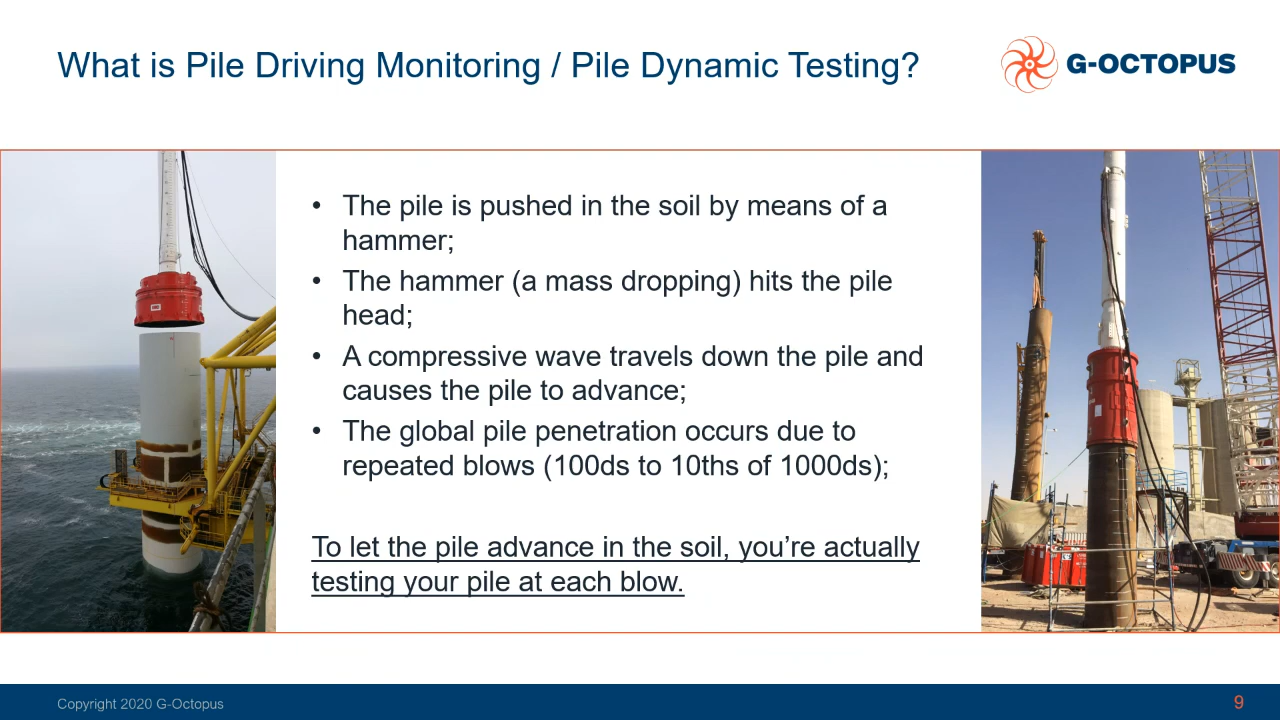 What is Pile Driving Monitoring / Pile Dynamic Testing?
G-OCTOPUS
• The pile is pushed in the soil by means of a
hammer;
• The hammer (a mass dropping) hits the pile
head;
• A compressive wave travels down the pile and
causes the pile to advance;
• The global pile penetration occurs due to
repeated blows (100ds to 10ths of 1000ds);
To let the pile advance in the soil, you’re actually
testing your pile at each blow.
Copyright 2020 G-Octopus
9